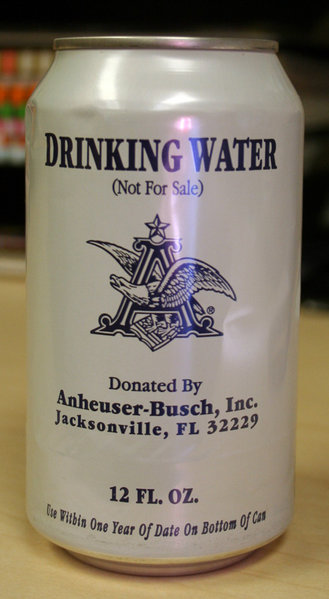 DRINKING WATER
(Not For Sale)
A
®
Donated By
Anheuser-Busch, Inc.
Jacksonville, FL 32229
12 FL. OZ.
Use Within One Year Of Date On Bottom Of Can